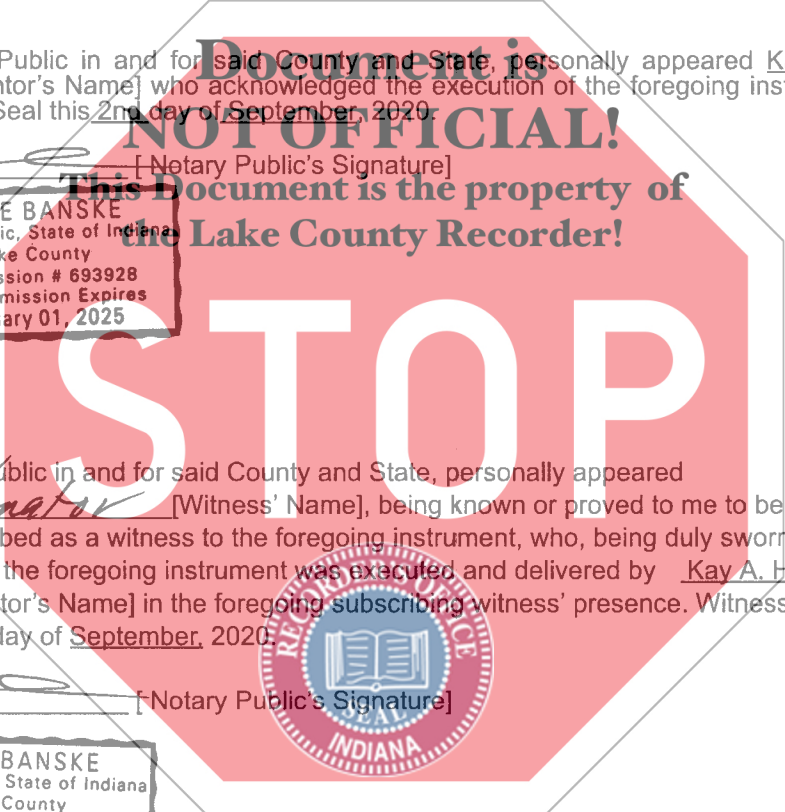 Document is
Public in and for said County and State, personally appeared K
ntor's Name] who acknowledged the execution of the foregoing ins
Seal this 2nd day of September, 2020.
NOT OFFICIAL!
[ Notary Public's Signature]
This Document is the property of
the Lake County Recorder!
E BANSKE
ic, State of Indiana
ke County
ssion # 693928
mission Expires
ary 01, 2025
STOP
ublic in and for said County and State, personally appeared
[Witness' Name], being known or proved to me to be
bed as a witness to the foregoing instrument, who, being duly sworn
the foregoing instrument was executed and delivered by Kay A. H
tor's Name] in the foregoing subscribing witness' presence. Witness
day of September, 2020.
RECORDER'S OFFICE
SEAL
INDIANA
[ Notary Public's Signature]
BANSKE
State of Indiana
County